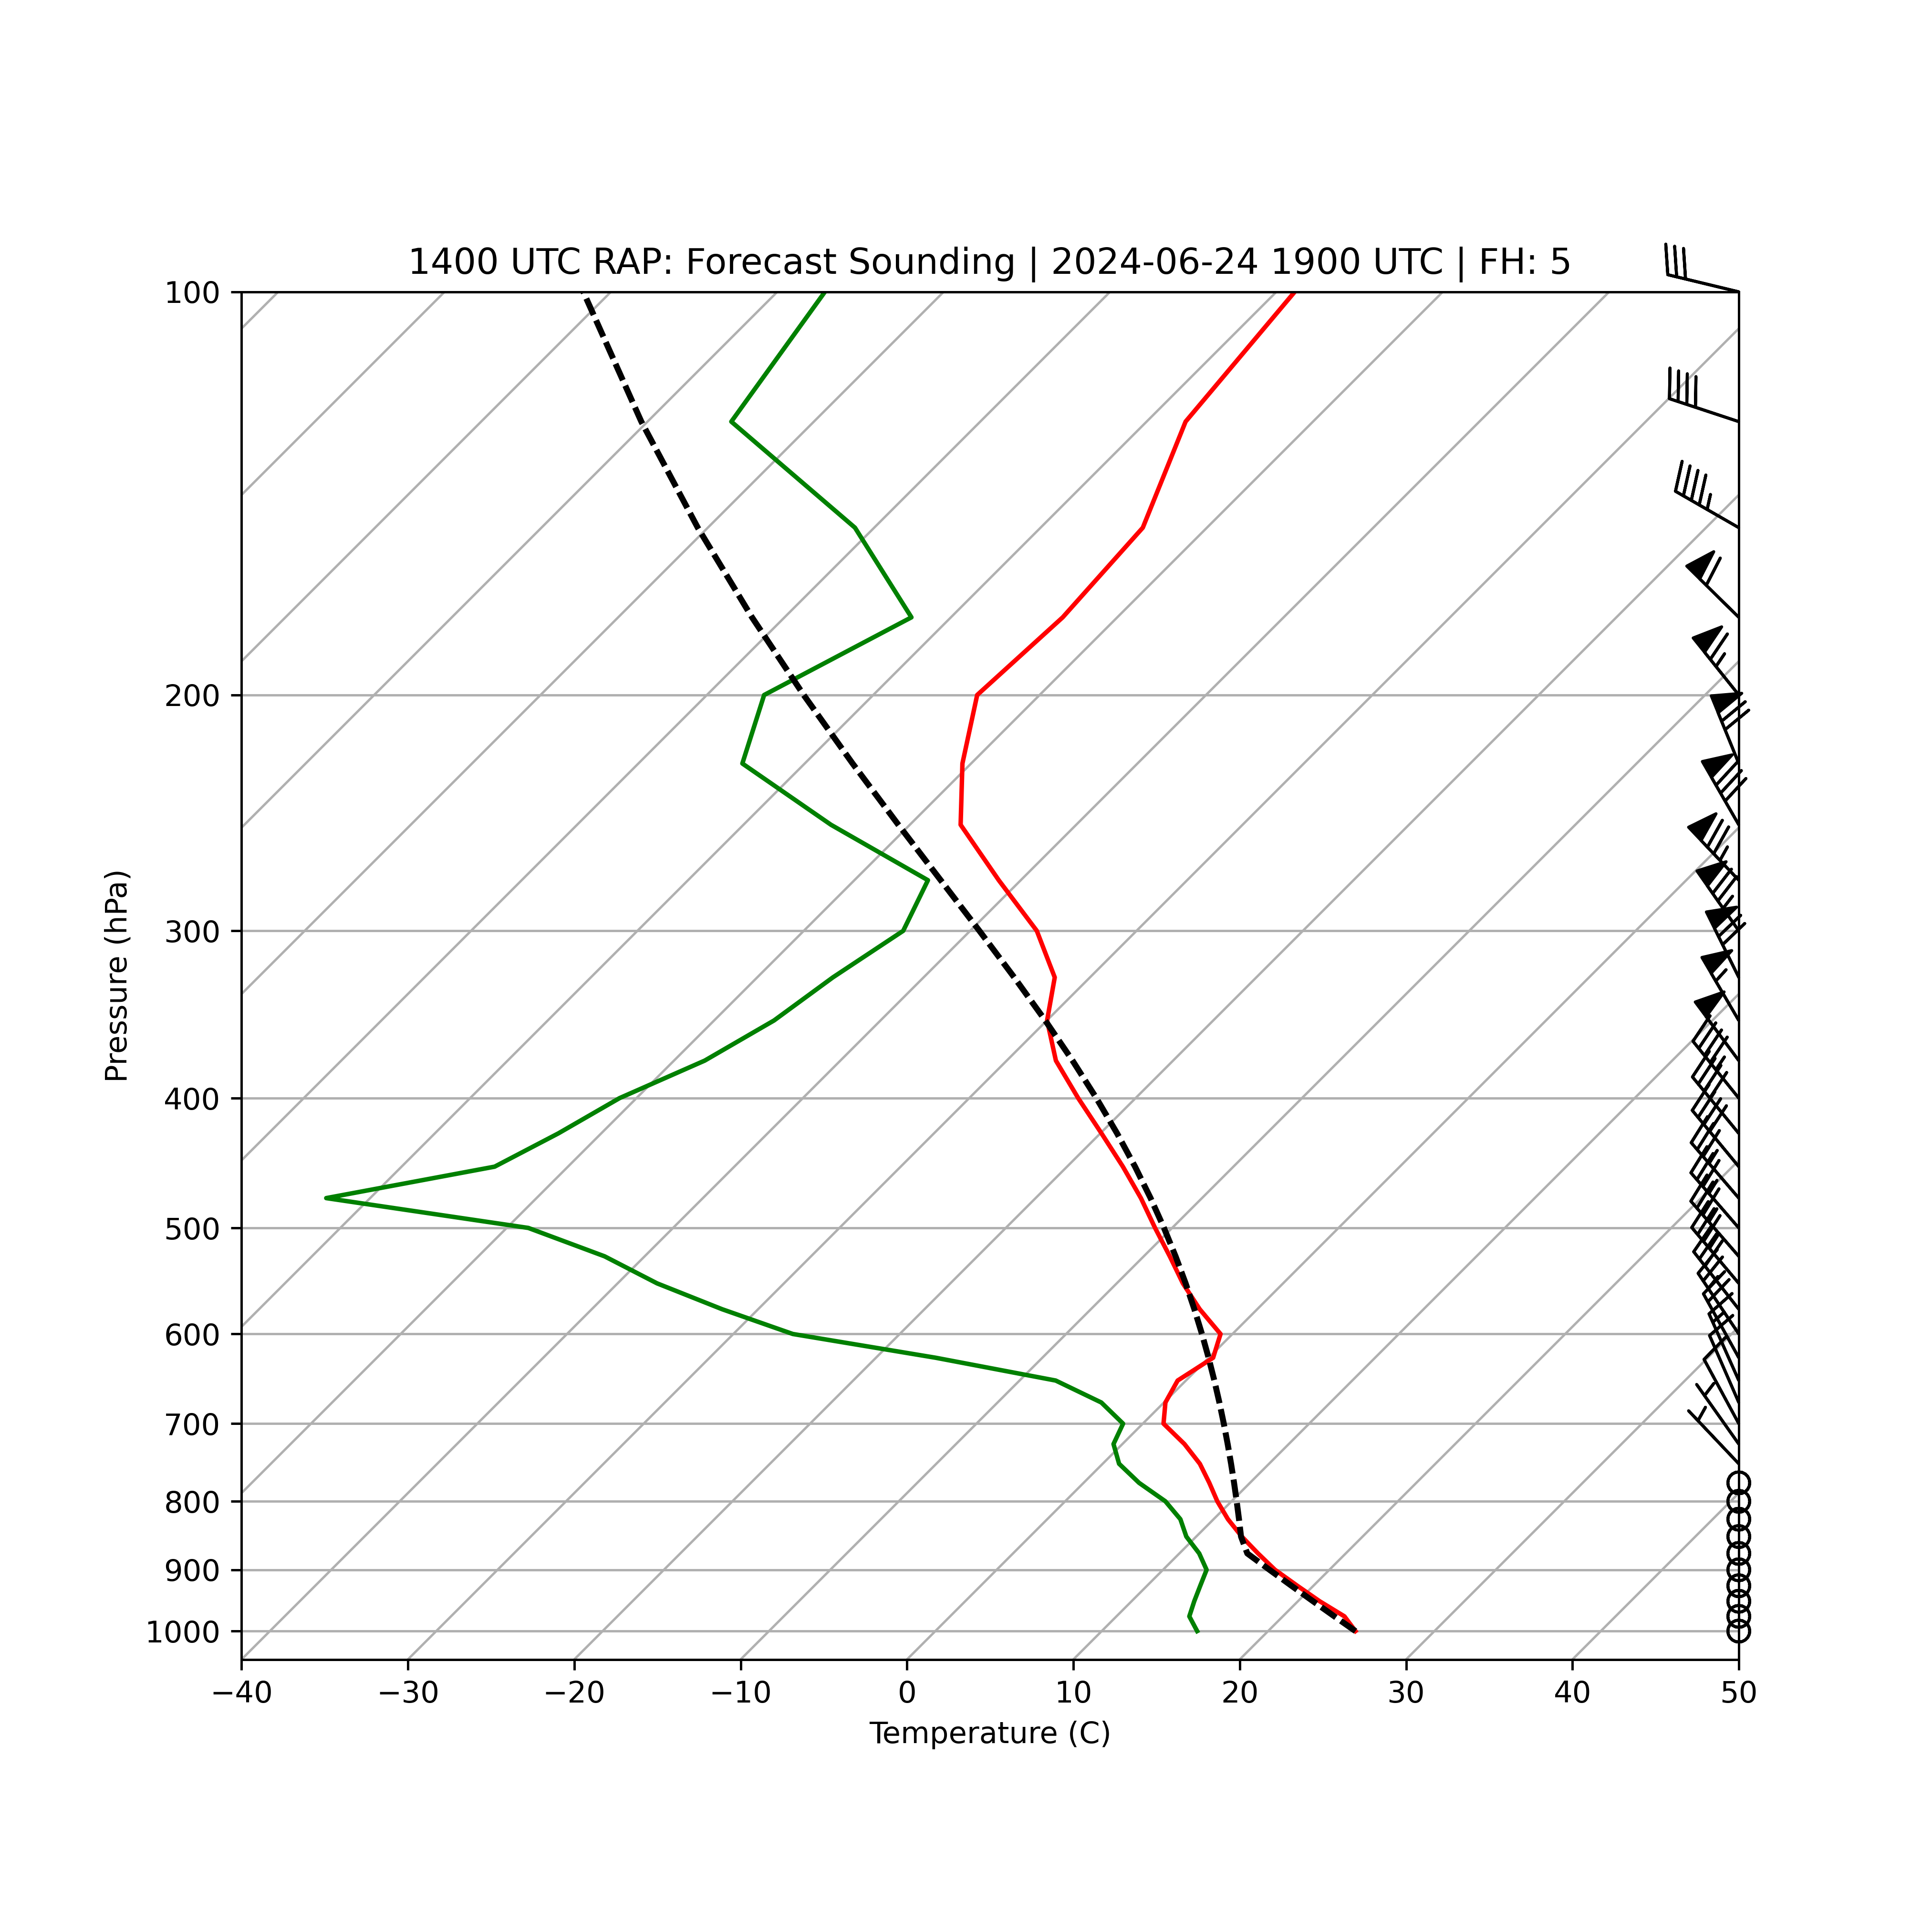 1400 UTC RAP: Forecast Sounding | 2024-06-24 1900 UTC | FH: 5
100
200
300
400
500
600
700
800
900
1000
Pressure (hPa)
−40 −30 −20 −10 0 10 20 30 40 50
Temperature (C)